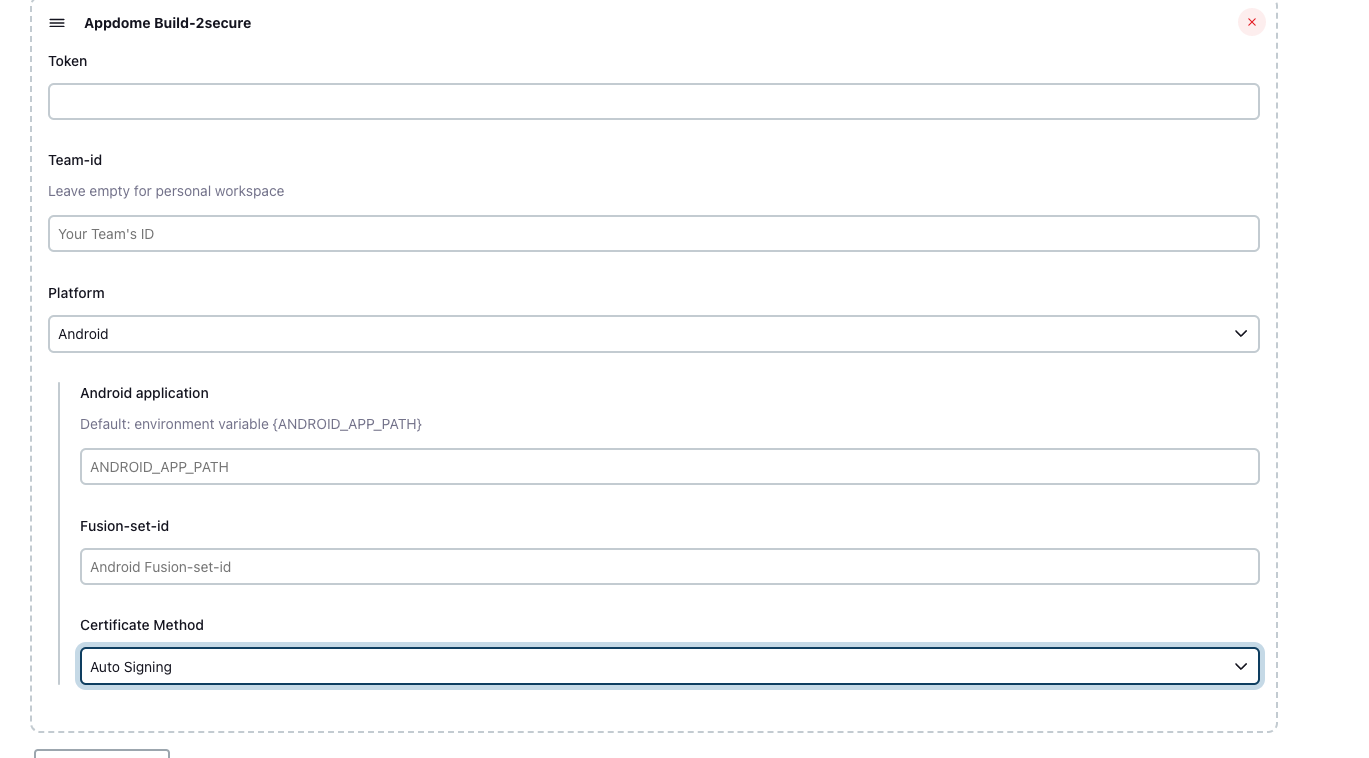 Appdome Build-2secure
Token
Team-id
Leave empty for personal workspace
Your Team's ID
Platform
Android
Android application
Default: environment variable {ANDROID_APP_PATH}
ANDROID_APP_PATH
Fusion-set-id
Android Fusion-set-id
Certificate Method
Auto Signing